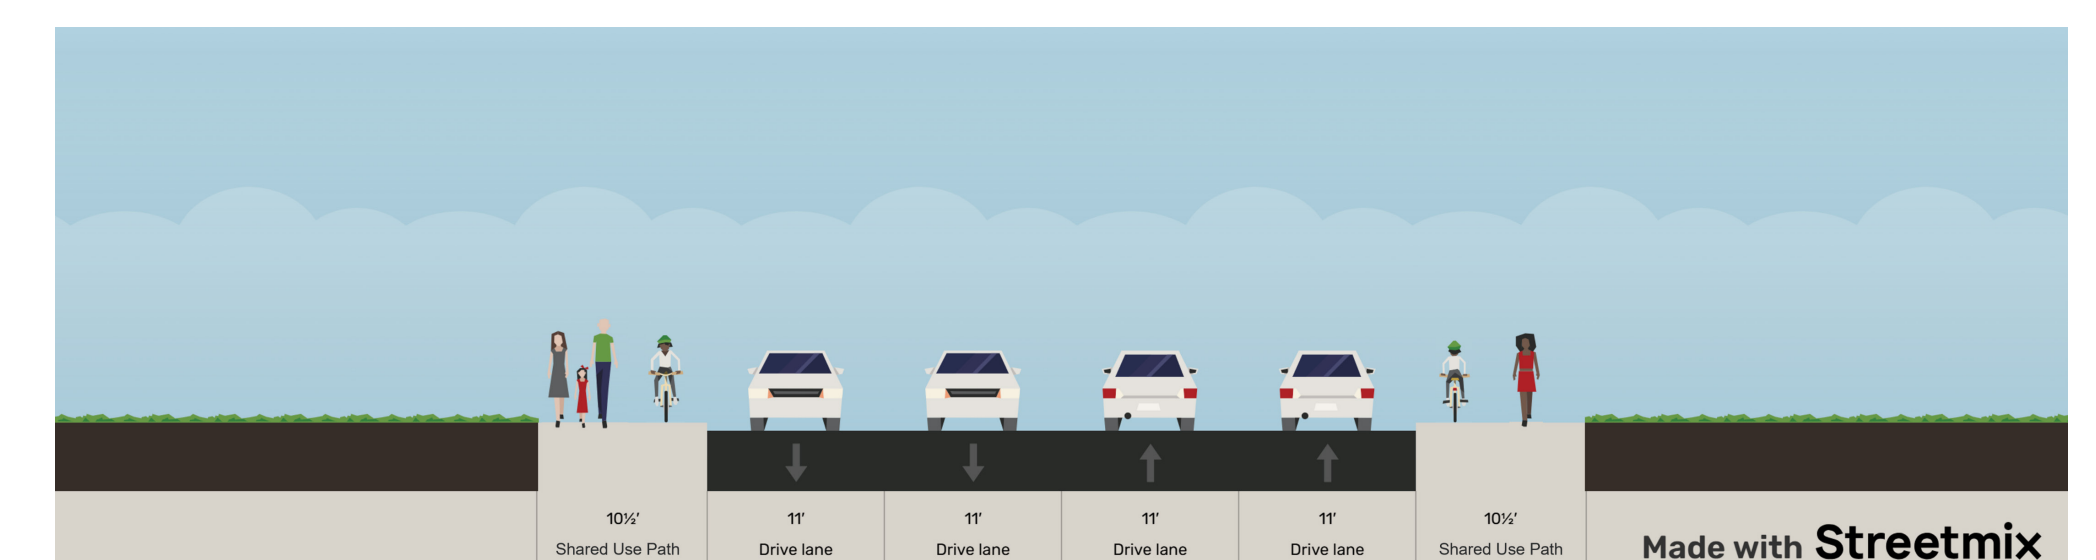 10½′
11′
11′
11′
11′
10½′
Shared Use Path
Drive lane
Drive lane
Drive lane
Drive lane
Shared Use Path
Made with Streetmix